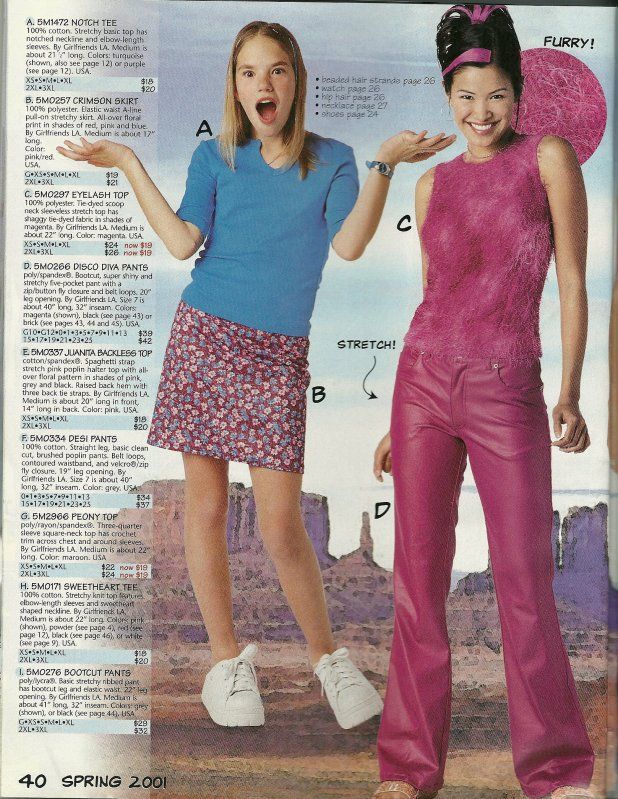 A. 5M1472 NOTCH TEE
100% cotton. Stretchy basic top has
notched neckline and elbow-length
sleeves. By Girlfriends LA. Medium is
about 21 ½" long. Colors: turquoise
(shown, also see page 12) or purple
(see page 12). USA.
XS•S•M•L•XL $18
2XL•3XL $20
B. 5M0257 CRIMSON SKIRT
100% polyester. Elastic waist A-line
pull-on stretchy skirt. All-over floral
print in shades of red, pink and blue.
By Girlfriends LA. Medium is about 17"
long.
Color:
pink/red.
USA.
G•XS•S•M•L•XL $19
2XL•3XL $21
C. 5M0297 EYELASH TOP
100% polyester. Tie-dyed scoop
neck sleeveless stretch top has
shaggy tie-dyed fabric in shades of
magenta. By Girlfriends LA. Medium is
about 22" long. Color: magenta. USA.
XS•S•M•L•XL $24 now $19
2XL•3XL $26 now $19
D. 5M0266 DISCO DIVA PANTS
poly/spandex®. Bootcut, super shiny and
stretchy five-pocket pant with a
zip/button fly closure and belt loops. 20"
leg opening. By Girlfriends LA. Size 7 is
about 40" long, 32" inseam. Colors:
magenta (shown), black (see page 43) or
brick (see pages 43, 44 and 45). USA.
G10•G12•0•1•3•5•7•9•11•13 $39
15•17•19•21•23•25 $42
E. 5M0337 JUANITA BACKLESS TOP
cotton/spandex®. Spaghetti strap
stretch pink poplin halter top with all-
over floral pattern in shades of pink,
grey and black. Raised back hem with
three back tie straps. By Girlfriends LA.
Medium is about 20" long in front,
14" long in back. Color: pink. USA.
XS•S•M•L•XL $18
2XL•3XL $20
F. 5M0334 DESI PANTS
100% cotton. Straight leg, basic clean
cut, brushed poplin pants. Belt loops,
contoured waistband, and velcro®/zip
fly closure. 19" leg opening. By
Girlfriends LA. Size 7 is about 40"
long, 32" inseam. Color: grey. USA.
0•1•3•5•7•9•11•13 $34
15•17•19•21•23•25 $37
G. 5M2966 PEONY TOP
poly/rayon/spandex®. Three-quarter
sleeve square-neck top has crochet
trim across chest and around sleeves.
By Girlfriends LA. Medium is about 22"
long. Color: maroon. USA
XS•S•M•L•XL $22 now $19
2XL•3XL $24 now $19
H. 5M0171 SWEETHEART TEE
100% cotton. Stretchy knit top features
elbow-length sleeves and sweetheart
shaped neckline. By Girlfriends LA.
Medium is about 22" long. Colors: pink
(shown), powder (see page 4), red (see
page 12), black (see page 46), or white
(see page 9). USA.
XS•S•M•L•XL $18
2XL•3XL $20
I. 5M0276 BOOTCUT PANTS
poly/lycra®. Basic stretchy ribbed pant
has bootcut leg and elastic waist. 22" leg
opening. By Girlfriends LA. Medium is
about 41" long, 32" inseam. Colors: grey
(shown), or black (see page 44). USA
G•XS•S•M•L•XL $29
2XL•3XL $32
40 SPRING 2001
• beaded hair strands page 26
• watch page 26
• hip hair page 26
• necklace page 27
• shoes page 24
FURRY!
A
C
STRETCH!
B
D